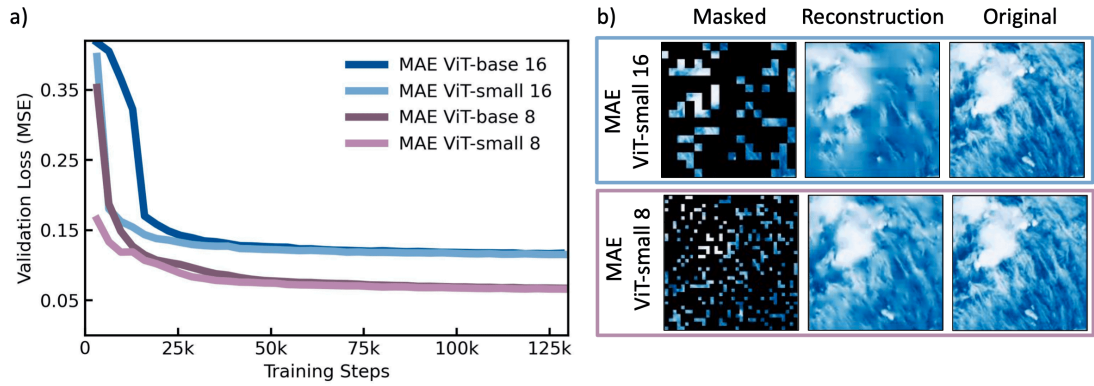 a)
Validation Loss (MSE)
0.35
0.25
0.15
0.05
MAE ViT-base 16
MAE ViT-small 16
MAE ViT-base 8
MAE ViT-small 8
0
25k
50k
75k
100k
125k
Training Steps
b)
Masked
Reconstruction
Original
MAE
ViT-small 16
MAE
ViT-small 8